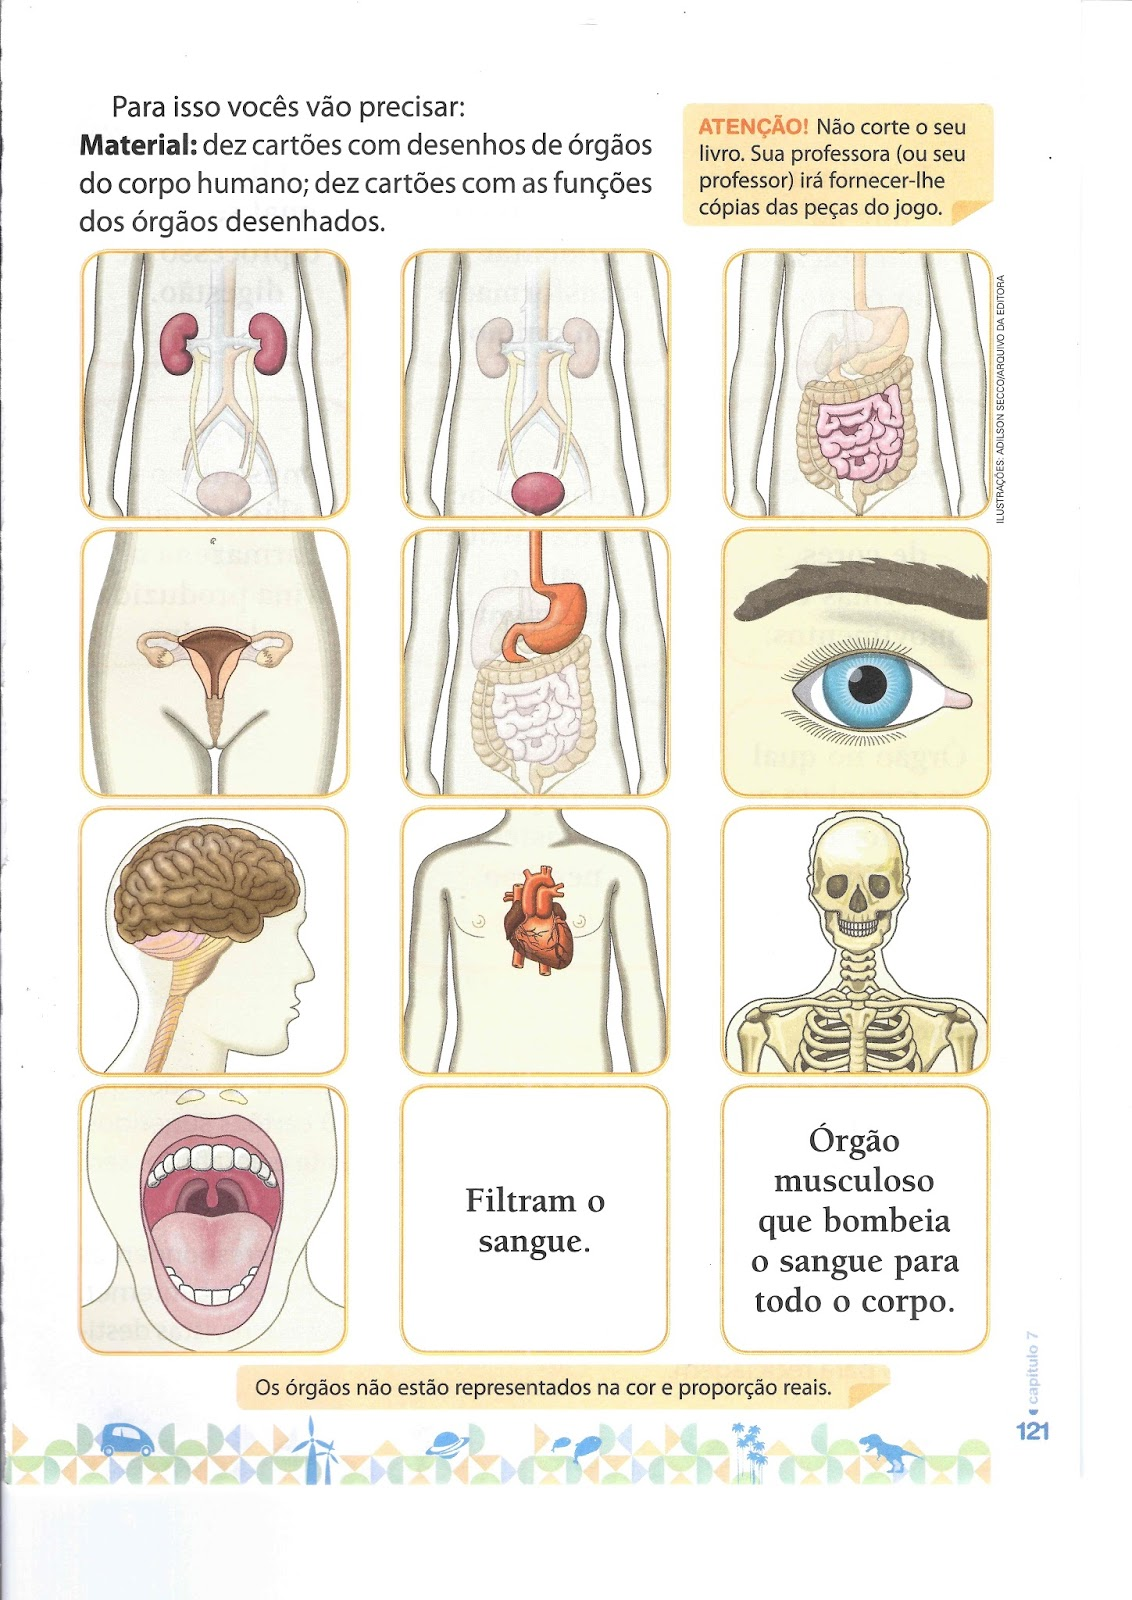 Para isso vocês vão precisar:
Material: dez cartões com desenhos de órgãos
do corpo humano; dez cartões com as funções
dos órgãos desenhados.
ATENÇÃO! Não corte o seu
livro. Sua professora (ou seu
professor) irá fornecer-lhe
cópias das peças do jogo.
ILUSTRAÇÕES: ADILSON SECCO/ARQUIVO DA EDITORA
Filtram o
sangue.
Órgão
musculoso
que bombeia
o sangue para
todo o corpo.
Os órgãos não estão representados na cor e proporção reais.
capítulo 7
121